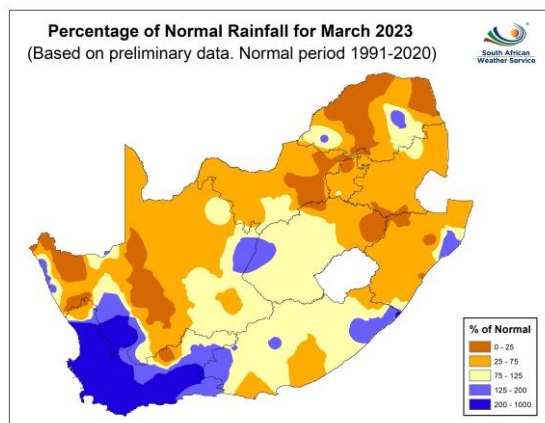 Percentage of Normal Rainfall for March 2023
(Based on preliminary data. Normal period 1991-2020)
South African
Weather Service
% of Normal
0 - 25
25 - 75
75 - 125
125 - 200
200 - 1000